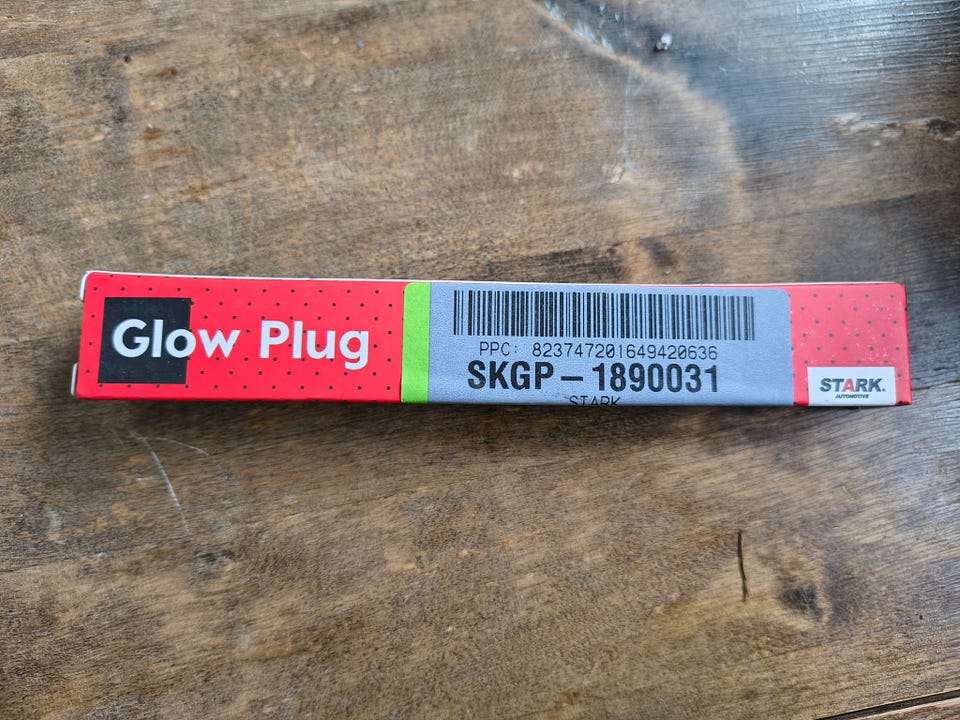 Glow Plug
PPC: 823747201649420636
SKGP-1890031
STARK
STARK.
AUTOMOTIVE